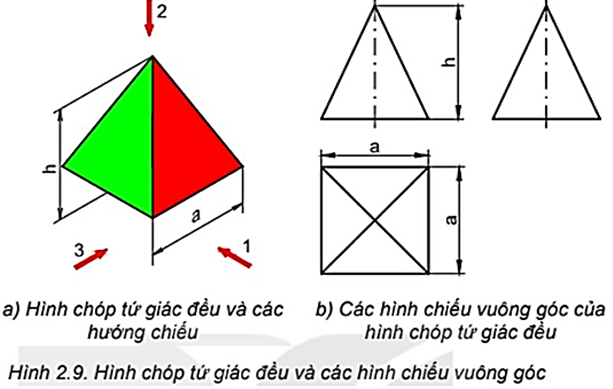 2
h
a
3
1
h
a
a
a) Hình chóp tứ giác đều và các
hướng chiếu
b) Các hình chiếu vuông góc của
hình chóp tứ giác đều
Hình 2.9. Hình chóp tứ giác đều và các hình chiếu vuông góc